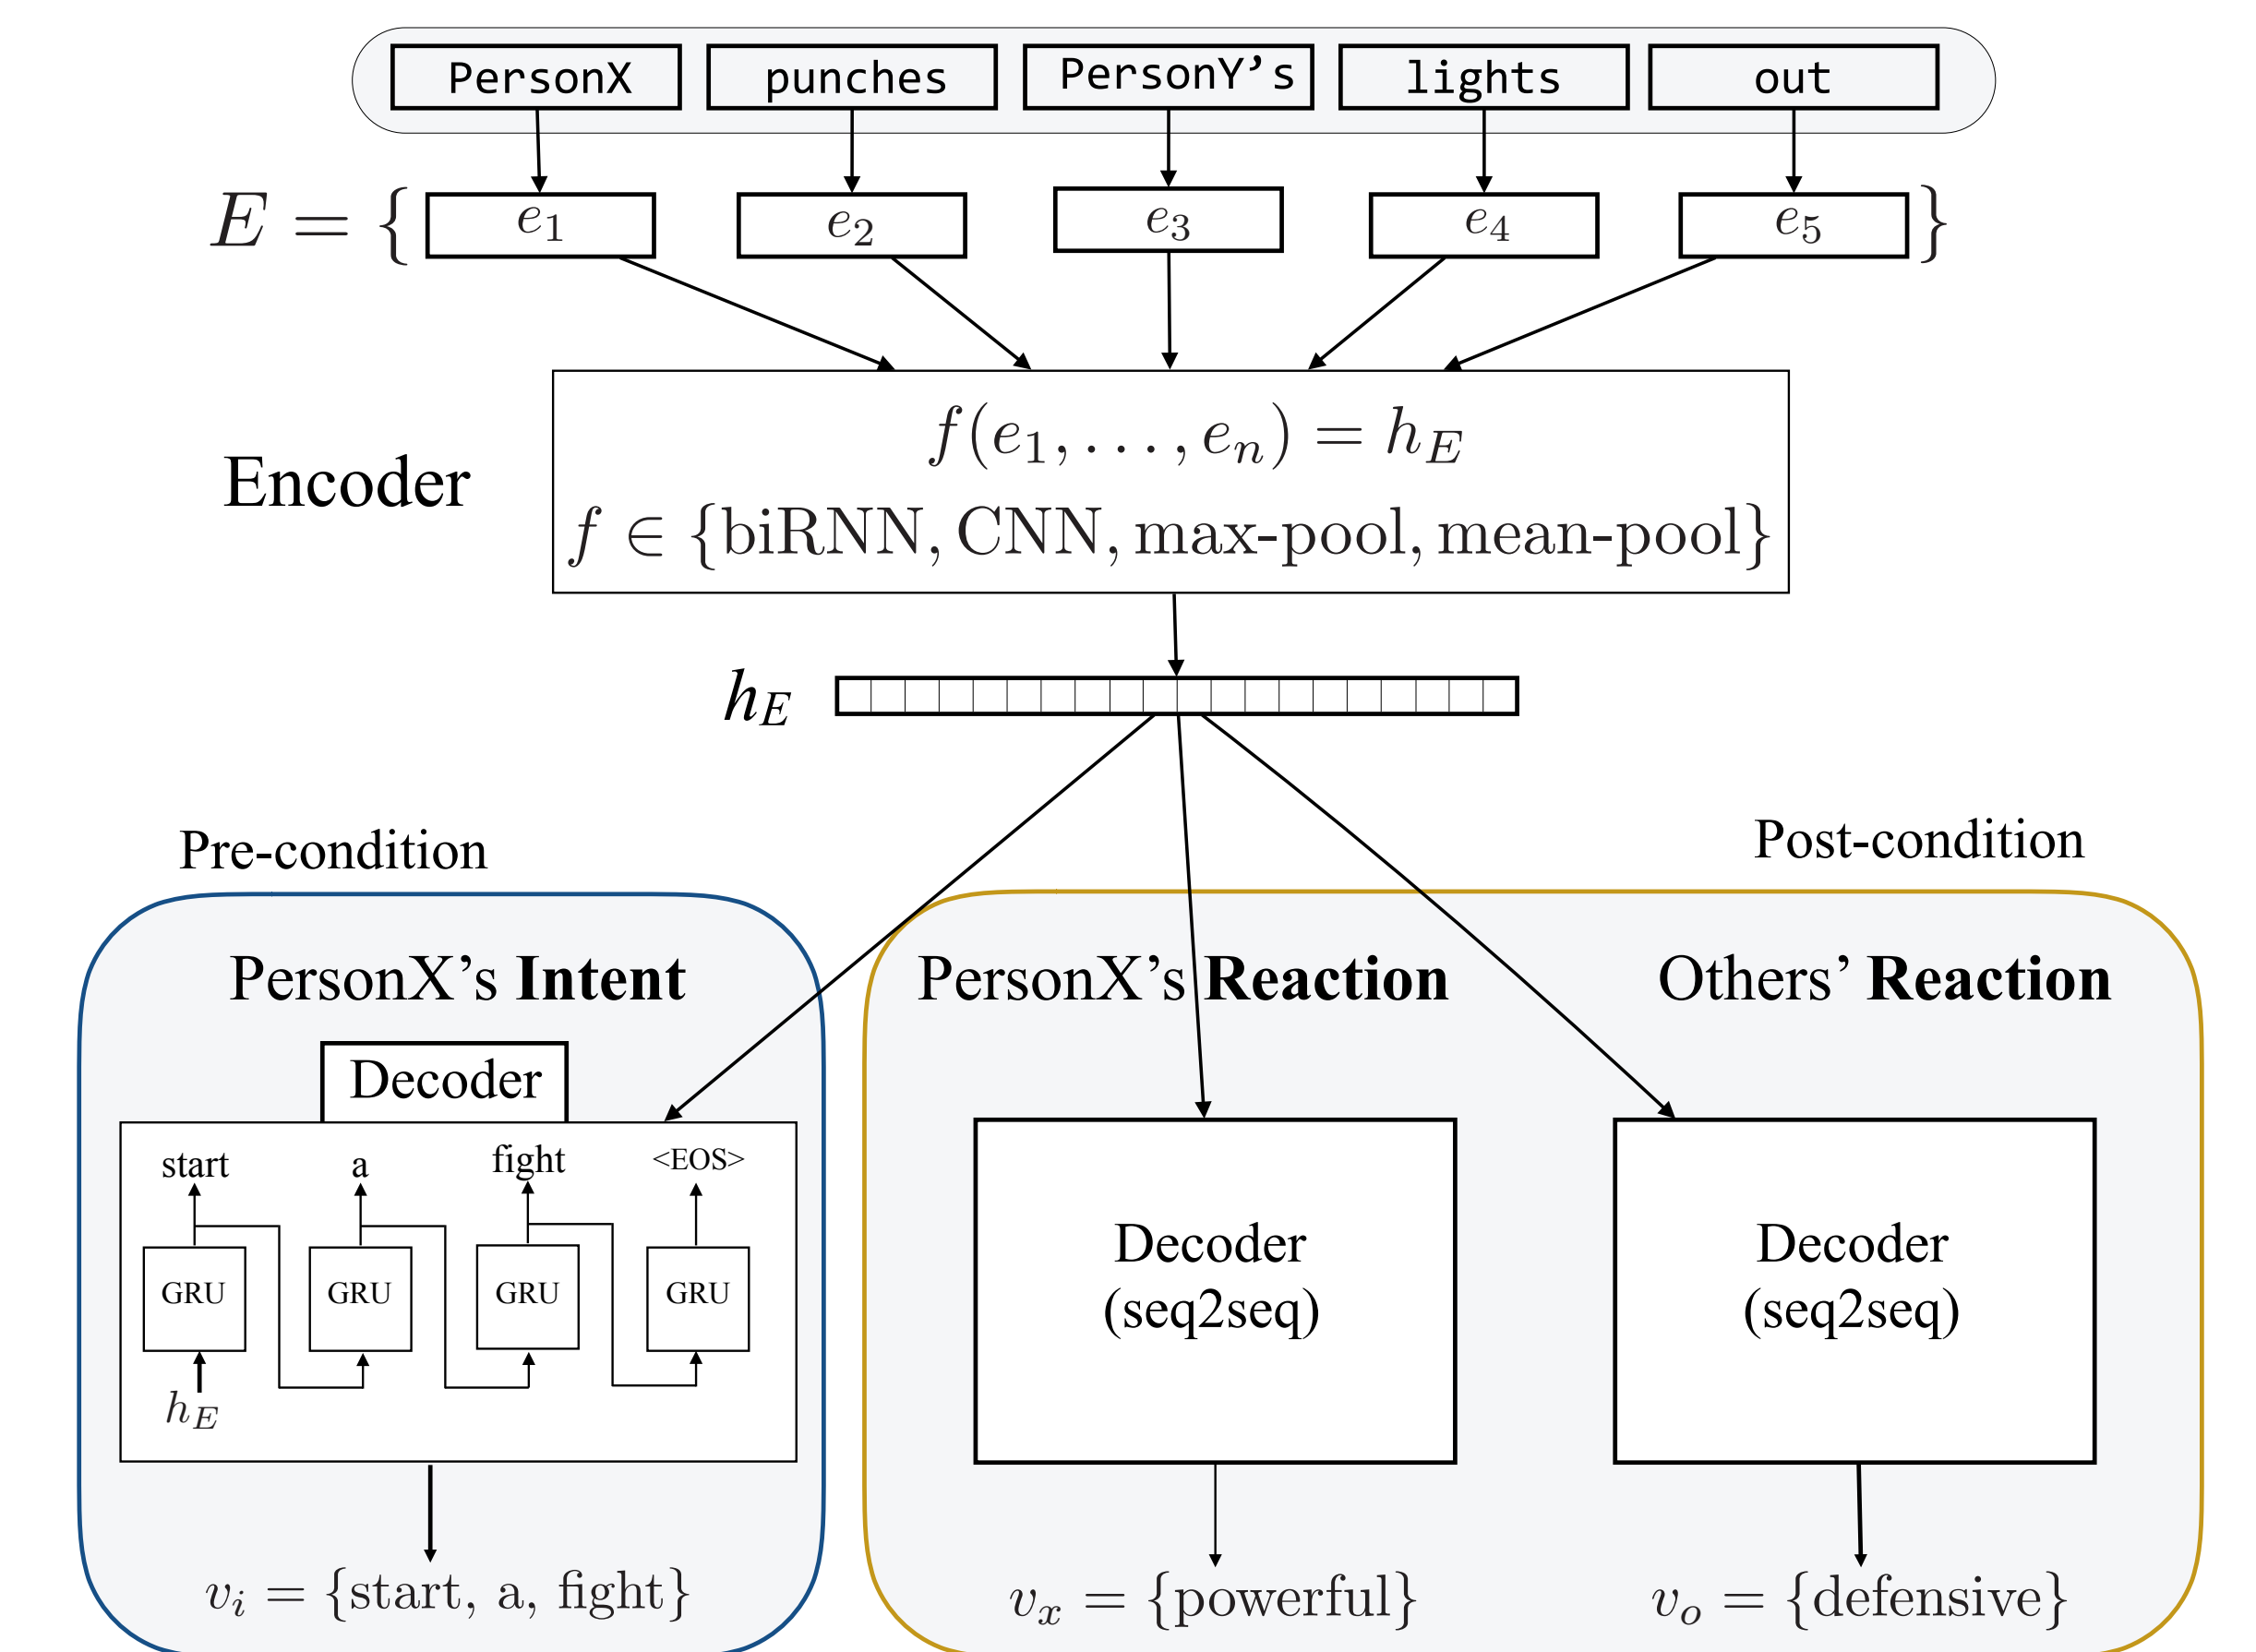 PersonX punches PersonY's lights out
E = { e1 e2 e3 e4 e5 }
Encoder
f(e1, . . . , en) = hE
f ∈ {biRNN, CNN, max-pool, mean-pool}
hE
Pre-condition
Post-condition
PersonX's Intent
PersonX's Reaction
Others' Reaction
Decoder
start a fight <EOS>
GRU GRU GRU GRU
hE
Decoder
(seq2seq)
Decoder
(seq2seq)
vi = {start, a, fight}
vx = {powerful}
vo = {defensive}